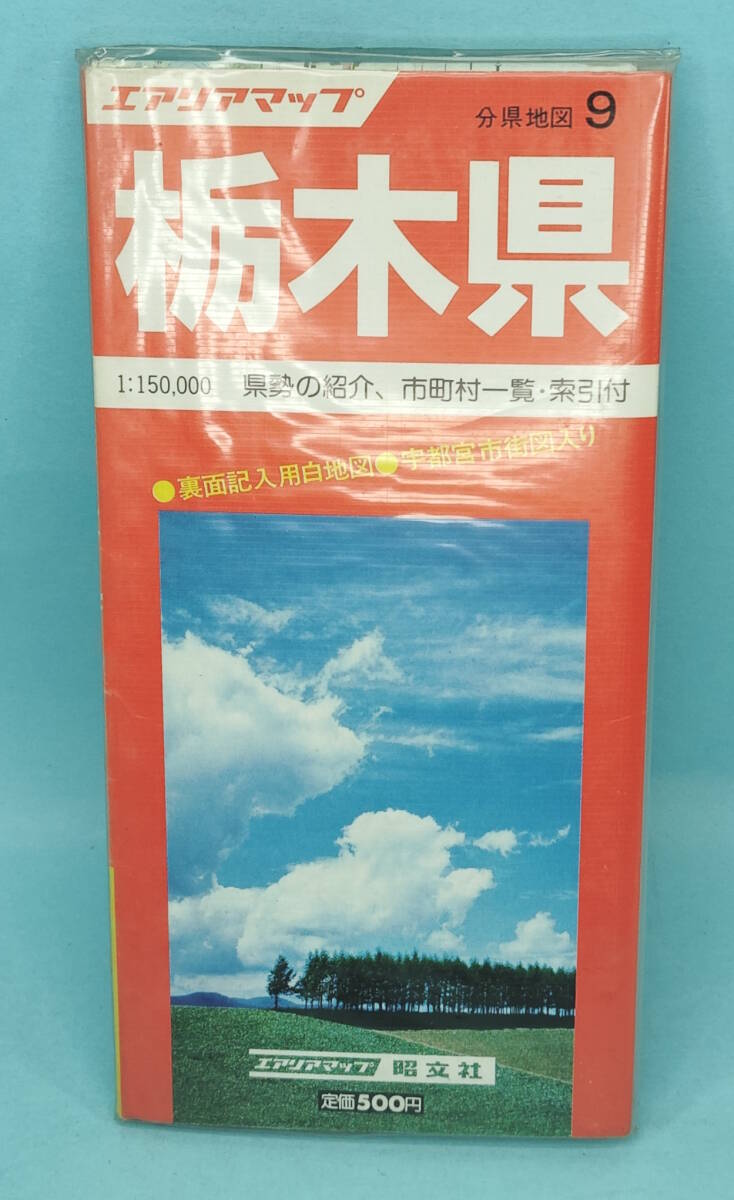 エアリアマップ
分県地図 9
栃木県
1:150,000 県勢の紹介、市町村一覧・索引付
●裏面記入用白地図●宇都宮市街図入り
エアリアマップ 昭文社
定価500円